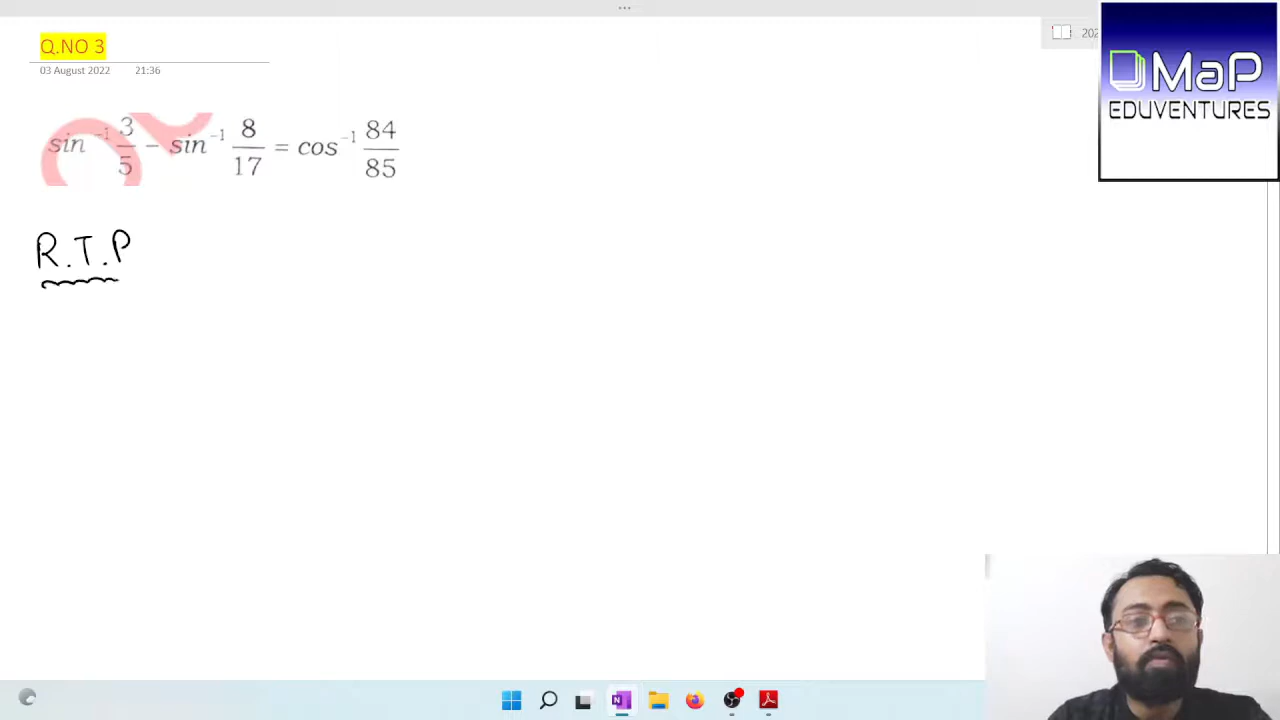 ...
Q.NO 3
202
03 August 2022 21:36
MaP
EDUVENTURES
sin⁻¹ 3/5 − sin⁻¹ 8/17 = cos⁻¹ 84/85
R.T.P